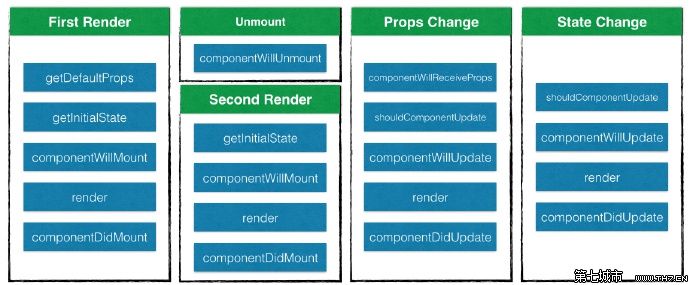 First Render
getDefaultProps
getInitialState
componentWillMount
render
componentDidMount
Unmount
componentWillUnmount
Second Render
getInitialState
componentWillMount
render
componentDidMount
Props Change
componentWillReceiveProps
shouldComponentUpdate
componentWillUpdate
render
componentDidUpdate
State Change
shouldComponentUpdate
componentWillUpdate
render
componentDidUpdate
第七城市 WWW.TH7.CN